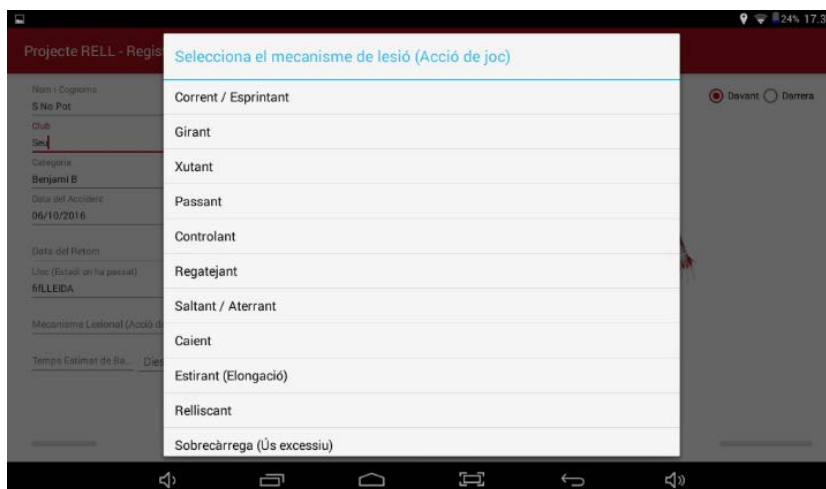 24% 17.3
Projecte RELL - Regis
Selecciona el mecanisme de lesió (Acció de joc)
Nom i Cognoms
S No Pot
Club
Seu
Categoria
Benjamí B
Data del Accident
06/10/2016
Data del Retorn
Lloc (Estadi on ha passat)
fifLLEIDA
Mecanisme Lesional (Acció d
Temps Estimat de Ba... Dies
Corrent / Esprintant
Girant
Xutant
Passant
Controlant
Regatejant
Saltant / Aterrant
Caient
Estirant (Elongació)
Relliscant
Sobrecàrrega (Ús excessiu)
Davant Darrera